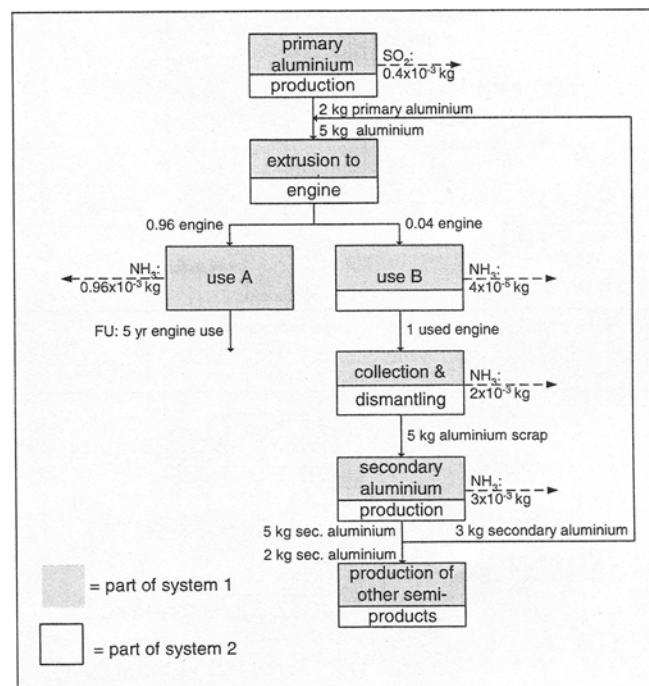 primary
aluminium
production
SO₂:
0.4x10⁻³ kg
2 kg primary aluminium
5 kg aluminium
extrusion to
engine
0.96 engine
0.04 engine
NH₃:
0.96x10⁻³ kg
use A
use B
NH₃:
4x10⁻⁵ kg
FU: 5 yr engine use
1 used engine
collection &
dismantling
NH₃:
2x10⁻³ kg
5 kg aluminium scrap
secondary
aluminium
production
NH₃:
3x10⁻³ kg
5 kg sec. aluminium
3 kg secondary aluminium
2 kg sec. aluminium
production of
other semi-
products
= part of system 1
= part of system 2